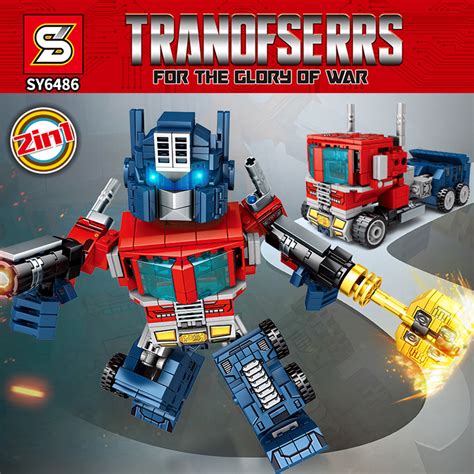 S
TRANOFSERRS
FOR THE GLORY OF WAR
SY6486
2in1